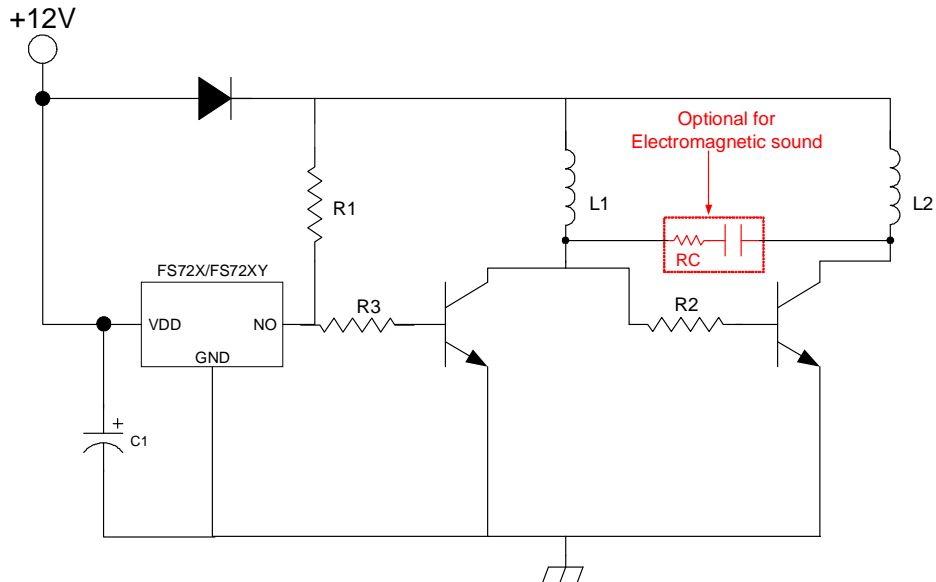 +12V
Optional for
Electromagnetic sound
R1
L1
L2
RC
FS72X/FS72XY
R3
R2
VDD
NO
GND
+
C1